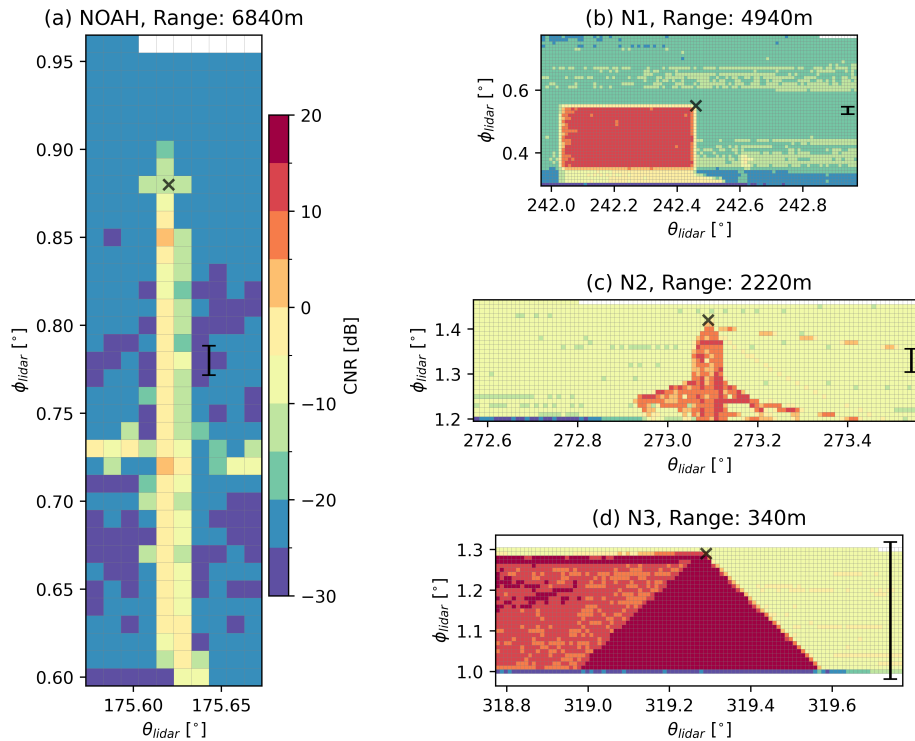 (a) NOAH, Range: 6840m
0.95
0.90
0.85
0.80
0.75
0.70
0.65
0.60
ϕlidar [°]
175.60 175.65
θlidar [°]
20
10
0
−10
−20
−30
CNR [dB]
(b) N1, Range: 4940m
0.6
0.4
ϕlidar [°]
242.0 242.2 242.4 242.6 242.8
θlidar [°]
(c) N2, Range: 2220m
1.4
1.3
1.2
ϕlidar [°]
272.6 272.8 273.0 273.2 273.4
θlidar [°]
(d) N3, Range: 340m
1.3
1.2
1.1
1.0
ϕlidar [°]
318.8 319.0 319.2 319.4 319.6
θlidar [°]